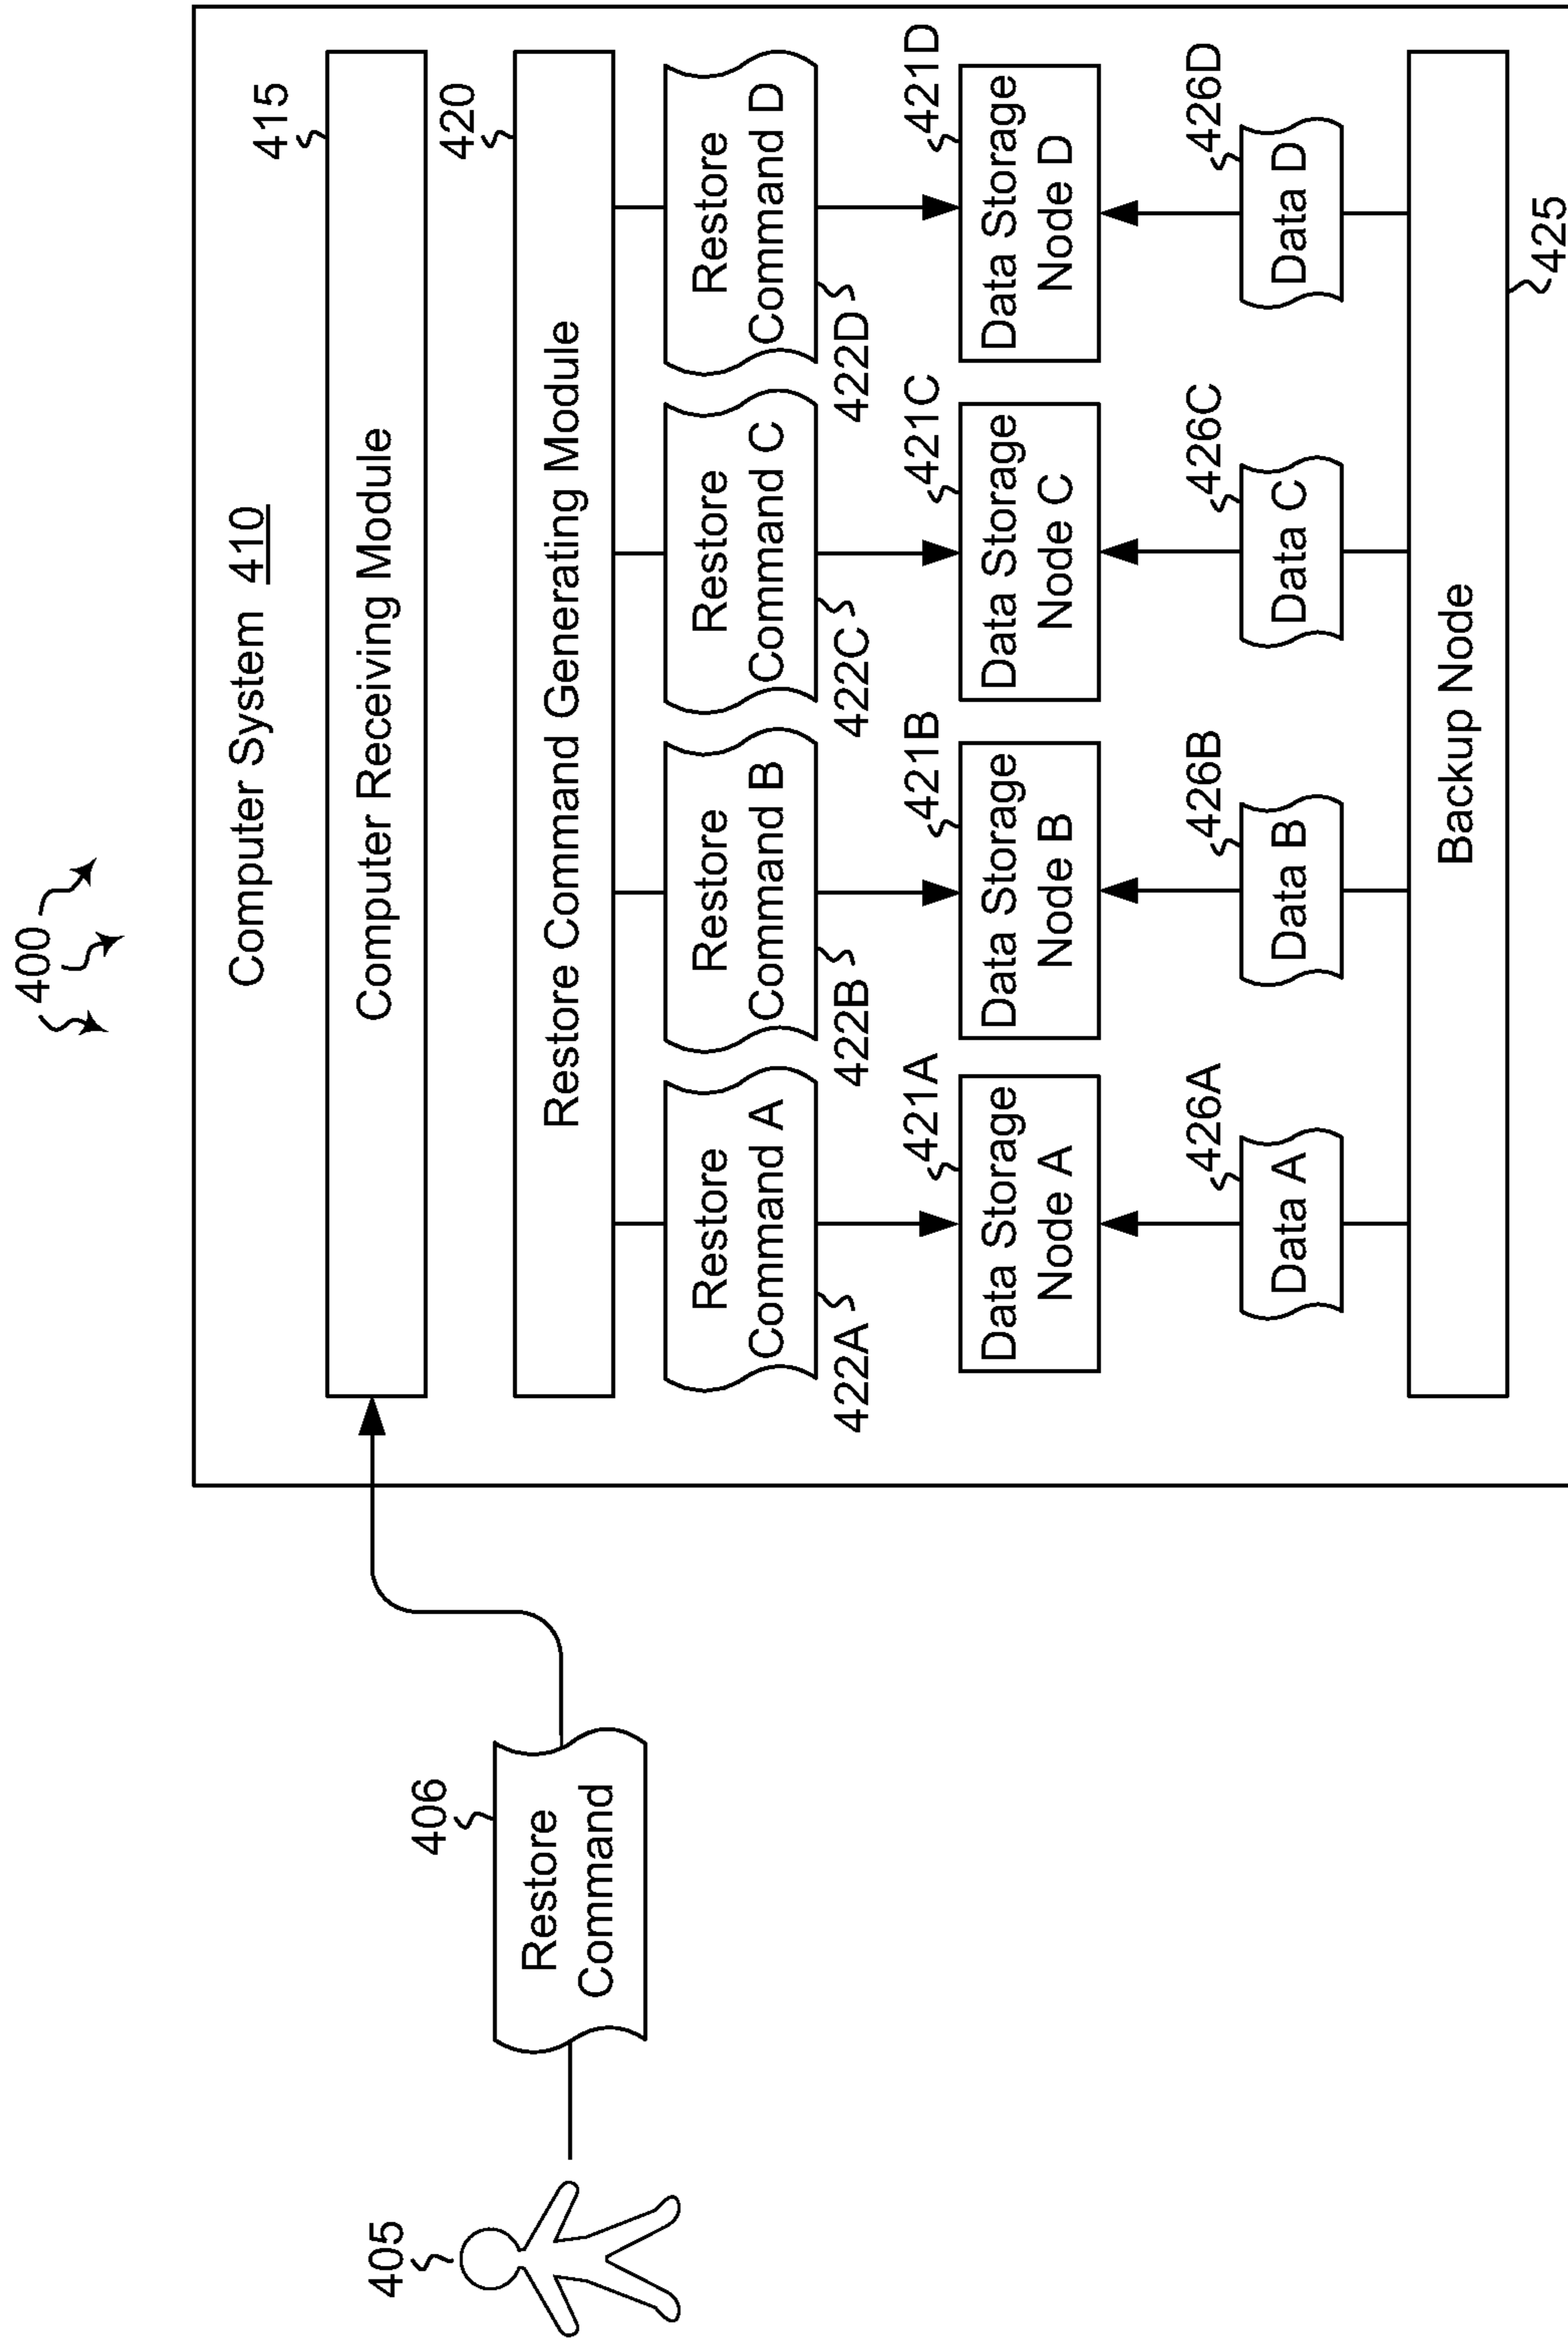 400
Computer System 410
415
Computer Receiving Module
420
Restore Command Generating Module
405
406
Restore
Command
Restore
Command A
Restore
Command B
Restore
Command C
Restore
Command D
422A
422B
422C
422D
421A
421B
421C
421D
Data Storage
Node A
Data Storage
Node B
Data Storage
Node C
Data Storage
Node D
426A
426B
426C
426D
Data A
Data B
Data C
Data D
Backup Node
425